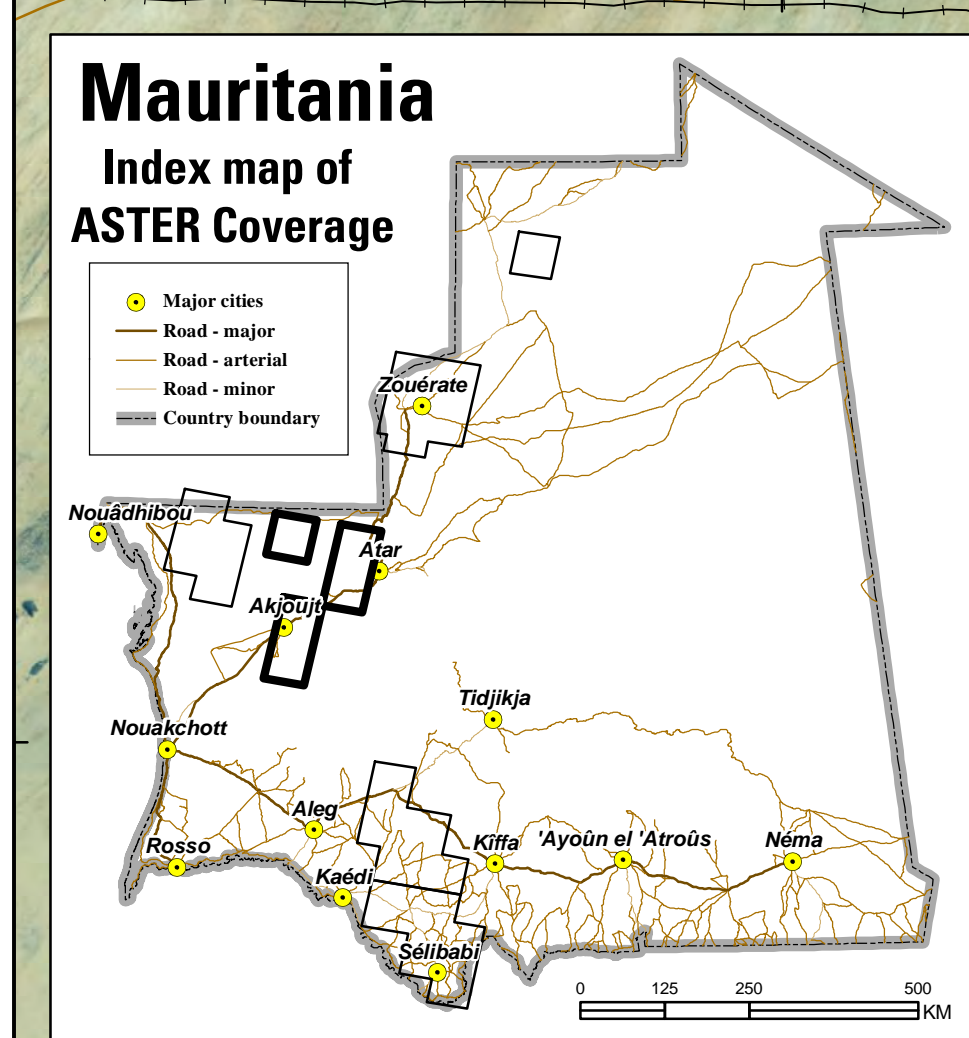 Mauritania
Index map of
ASTER Coverage
Major cities
Road - major
Road - arterial
Road - minor
Country boundary
Zouérate
Nouâdhibou
Atar
Akjoujt
Tidjikja
Nouakchott
Aleg
Rosso
Kîffa
'Ayoûn el 'Atroûs
Néma
Kaédi
Sélibabi
0 125 250 500
KM